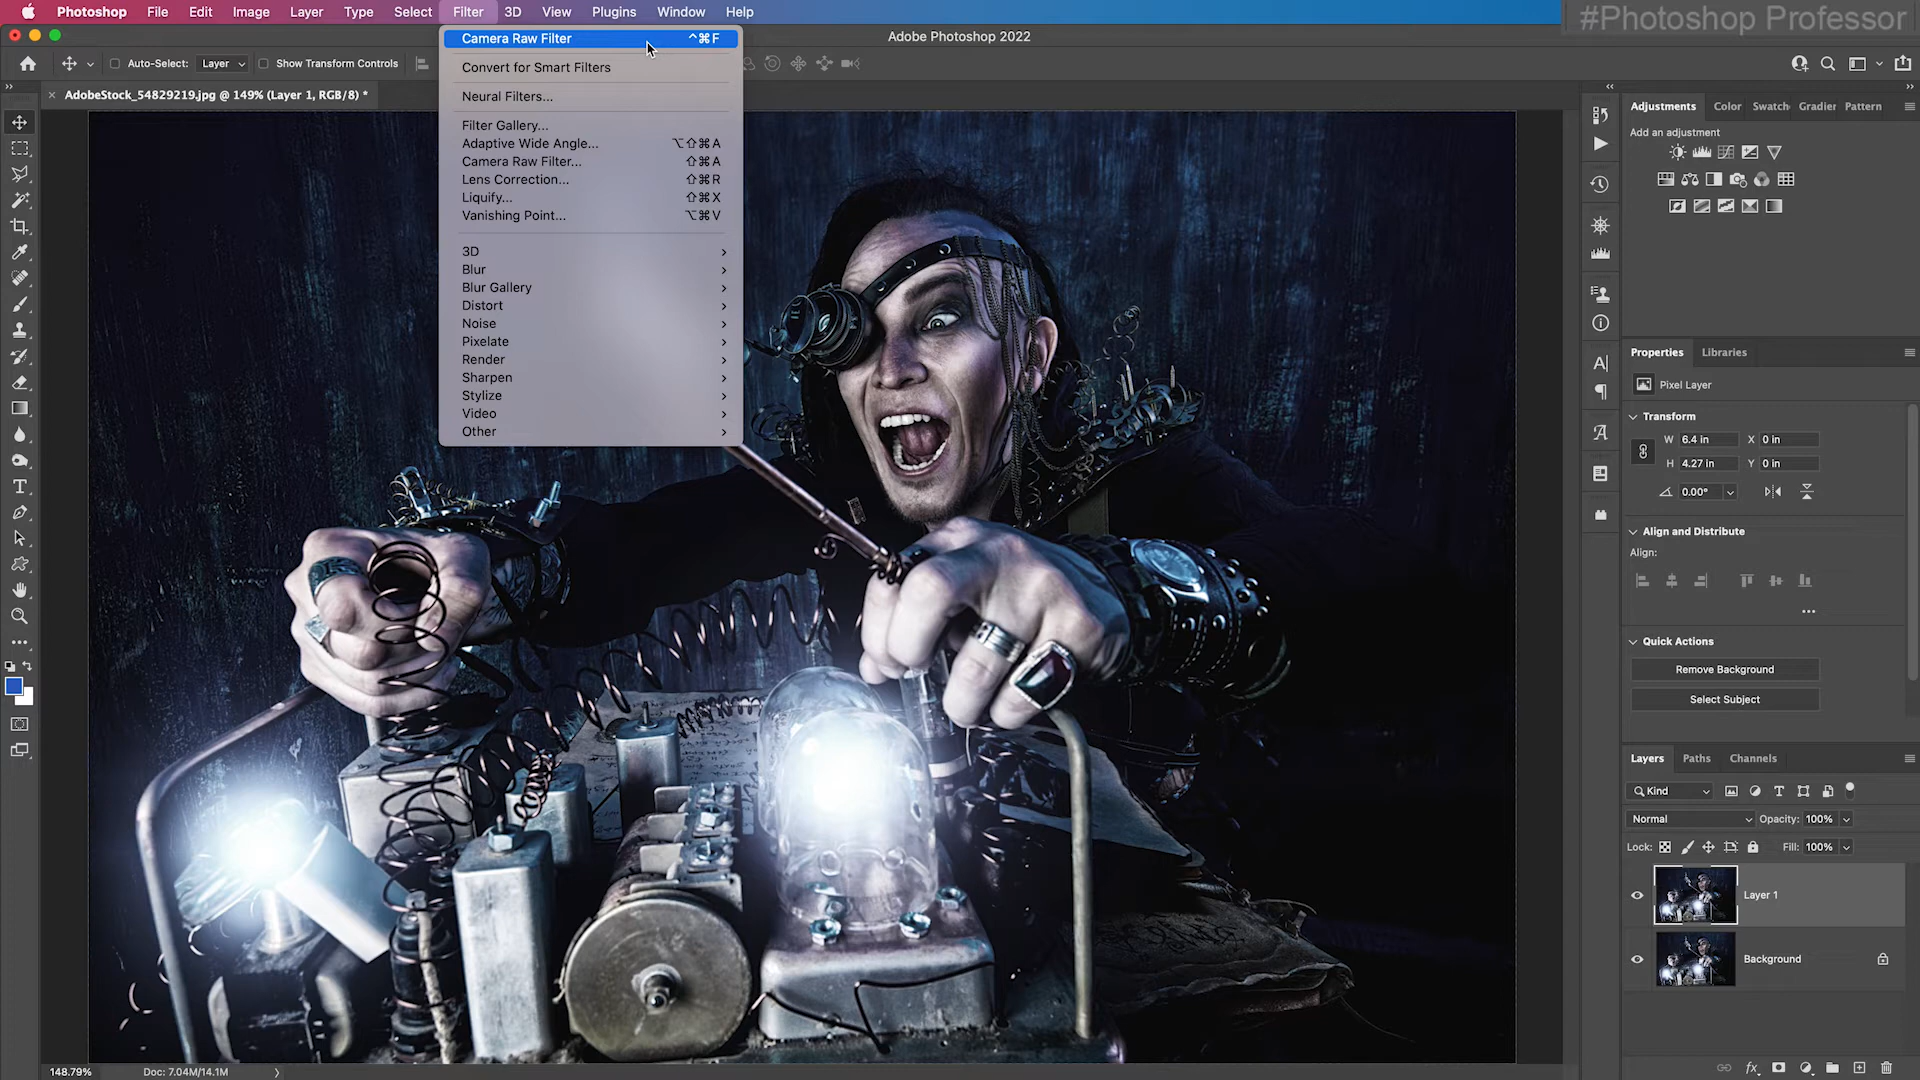 #Photoshop Professor
Photoshop File Edit Image Layer Type Select Filter 3D View Plugins Window Help
Adobe Photoshop 2022
Auto-Select: Layer Show Transform Controls
AdobeStock_54829219.jpg @ 149% (Layer 1, RGB/8) *
Camera Raw Filter ^⌘F
Convert for Smart Filters
Neural Filters...
Filter Gallery...
Adaptive Wide Angle... ⌥⇧⌘A
Camera Raw Filter... ⇧⌘A
Lens Correction... ⇧⌘R
Liquify... ⇧⌘X
Vanishing Point... ⌥⌘V
3D
Blur
Blur Gallery
Distort
Noise
Pixelate
Render
Sharpen
Stylize
Video
Other
Adjustments Color Swatch Gradier Pattern
Add an adjustment
Properties Libraries
Pixel Layer
Transform
W 6.4 in X 0 in
H 4.27 in Y 0 in
0.00°
Align and Distribute
Align:
Quick Actions
Remove Background
Select Subject
Layers Paths Channels
Kind
Normal Opacity: 100%
Lock: Fill: 100%
Layer 1
Background
148.79% Doc: 7.04M/14.1M